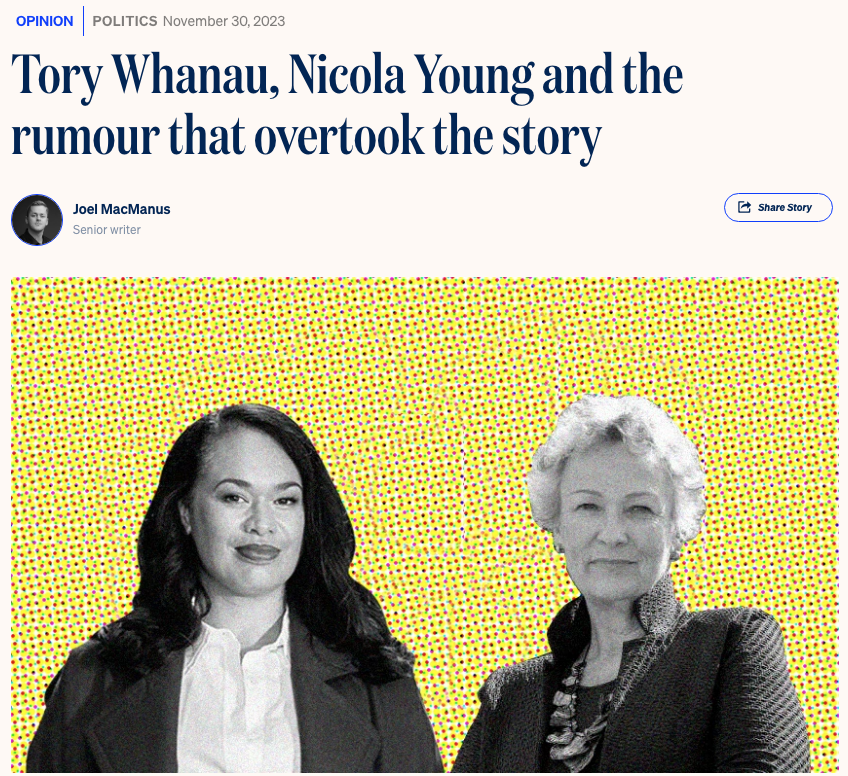 OPINION POLITICS November 30, 2023
Tory Whanau, Nicola Young and the
rumour that overtook the story
Joel MacManus
Senior writer
Share Story